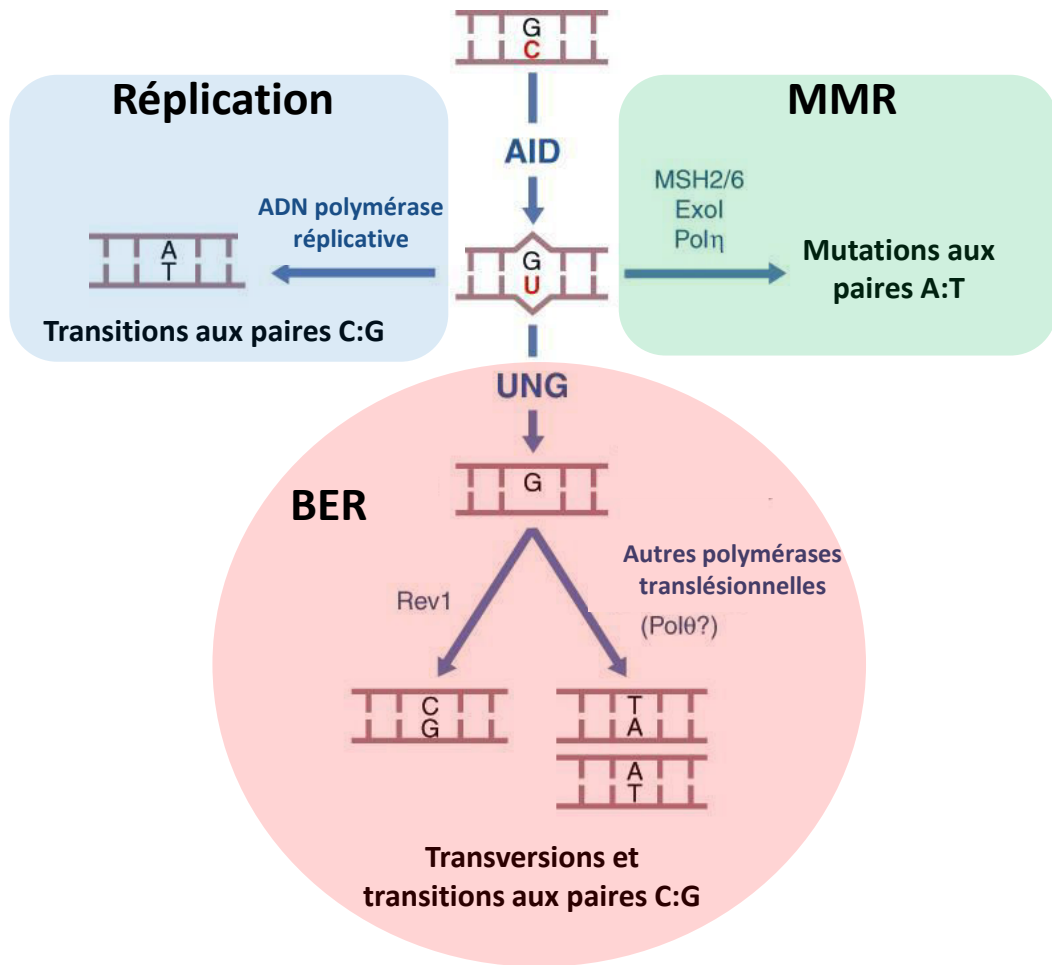 G
C
Réplication
MMR
AID
MSH2/6
ExoI
Polη
ADN polymérase
réplicative
A
T
G
U
Mutations aux
paires A:T
Transitions aux paires C:G
UNG
G
BER
Autres polymérases
translésionnelles
Rev1
(Polθ?)
C
G
T
A
A
T
Transversions et
transitions aux paires C:G